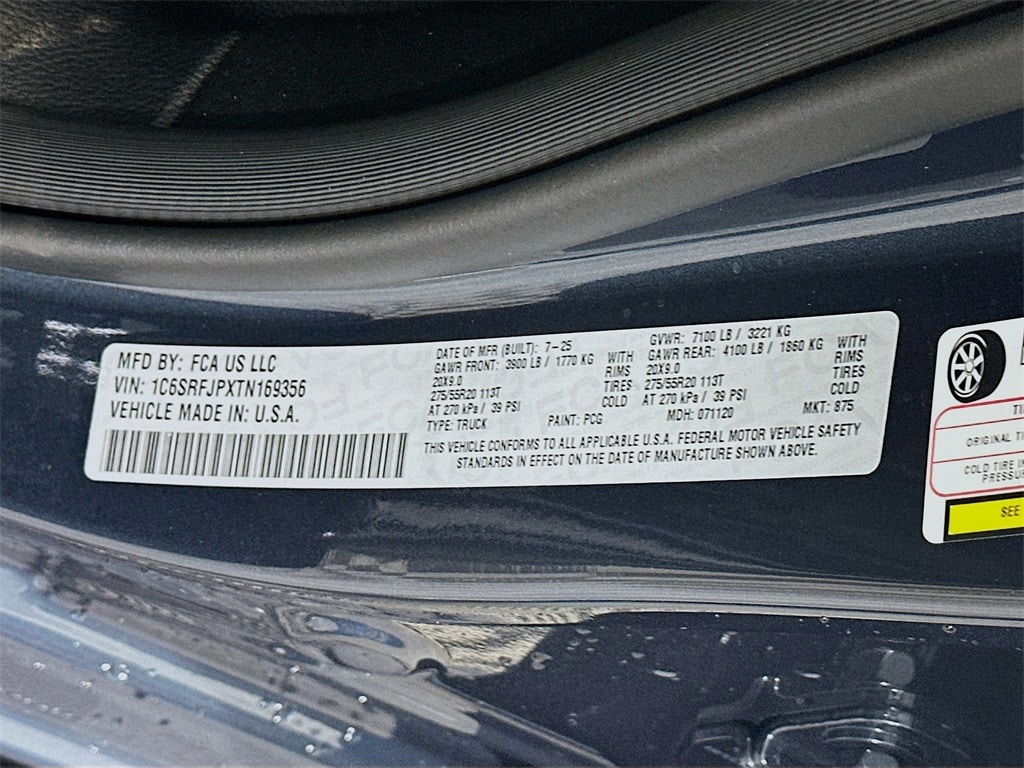 MFD BY: FCA US LLC
VIN: 1C6SRFJPXTN169356
VEHICLE MADE IN: U.S.A.
DATE OF MFR (BUILT): 7-25
GAWR FRONT: 3900 LB / 1770 KG WITH
20X9.0 RIMS
275/55R20 113T TIRES
AT 270 kPa / 39 PSI COLD
TYPE: TRUCK PAINT: PCG
GVWR: 7100 LB / 3221 KG
GAWR REAR: 4100 LB / 1860 KG WITH
20X9.0 RIMS
275/55R20 113T TIRES
AT 270 kPa / 39 PSI COLD
MDH: 071120 MKT: 875
THIS VEHICLE CONFORMS TO ALL APPLICABLE U.S.A. FEDERAL MOTOR VEHICLE SAFETY
STANDARDS IN EFFECT ON THE DATE OF MANUFACTURE SHOWN ABOVE.
ORIGINAL
COLD TIRE
SEE